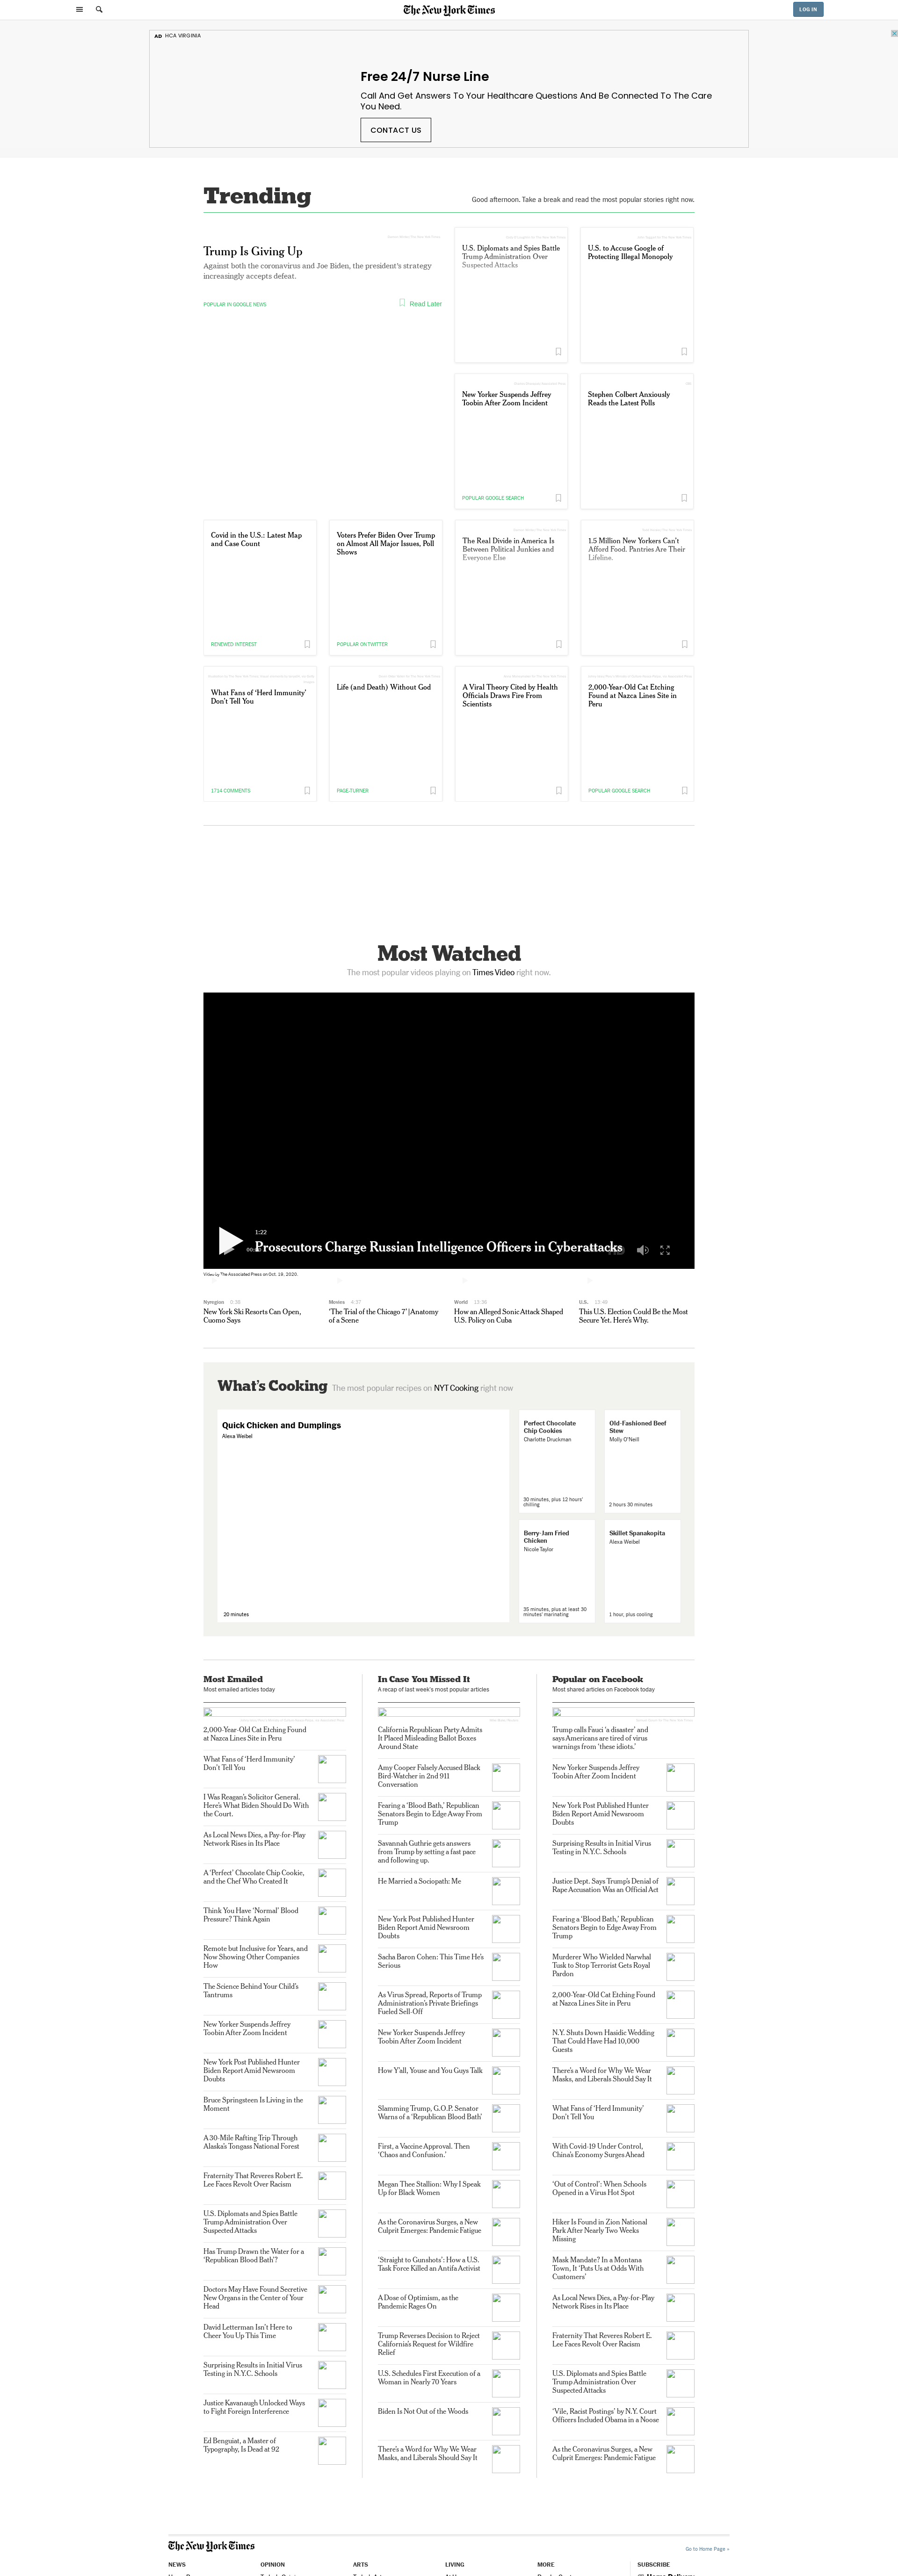 The New York Times
LOG IN
AD HCA VIRGINIA
Free 24/7 Nurse Line
Call And Get Answers To Your Healthcare Questions And Be Connected To The Care
You Need.
CONTACT US
Trending
Good afternoon. Take a break and read the most popular stories right now.
Trump Is Giving Up
Against both the coronavirus and Joe Biden, the president's strategy
increasingly accepts defeat.
POPULAR IN GOOGLE NEWS
Read Later
U.S. Diplomats and Spies Battle
Trump Administration Over
Suspected Attacks
U.S. to Accuse Google of
Protecting Illegal Monopoly
New Yorker Suspends Jeffrey
Toobin After Zoom Incident
POPULAR GOOGLE SEARCH
Stephen Colbert Anxiously
Reads the Latest Polls
Covid in the U.S.: Latest Map
and Case Count
RENEWED INTEREST
Voters Prefer Biden Over Trump
on Almost All Major Issues, Poll
Shows
POPULAR ON TWITTER
The Real Divide in America Is
Between Political Junkies and
Everyone Else
1.5 Million New Yorkers Can't
Afford Food. Pantries Are Their
Lifeline.
What Fans of 'Herd Immunity'
Don't Tell You
1714 COMMENTS
Life (and Death) Without God
PAGE-TURNER
A Viral Theory Cited by Health
Officials Draws Fire From
Scientists
2,000-Year-Old Cat Etching
Found at Nazca Lines Site in
Peru
POPULAR GOOGLE SEARCH
Most Watched
The most popular videos playing on Times Video right now.
1:22
Prosecutors Charge Russian Intelligence Officers in Cyberattacks
Video by The Associated Press on Oct. 19, 2020.
Nyregion 0:38
New York Ski Resorts Can Open,
Cuomo Says
Movies 4:37
'The Trial of the Chicago 7' | Anatomy
of a Scene
World 10:36
How an Alleged Sonic Attack Shaped
U.S. Policy on Cuba
U.S. 13:49
This U.S. Election Could Be the Most
Secure Yet. Here's Why.
What's Cooking The most popular recipes on NYT Cooking right now
Quick Chicken and Dumplings
Alexa Weibel
20 minutes
Perfect Chocolate
Chip Cookies
Charlotte Druckman
30 minutes, plus 12 hours'
chilling
Old-Fashioned Beef
Stew
Molly O'Neill
2 hours 30 minutes
Berry-Jam Fried
Chicken
Nicole Taylor
35 minutes, plus at least 30
minutes' marinating
Skillet Spanakopita
Alexa Weibel
1 hour, plus cooling
Most Emailed
Most emailed articles today
2,000-Year-Old Cat Etching Found
at Nazca Lines Site in Peru
What Fans of 'Herd Immunity'
Don't Tell You
I Was Reagan's Solicitor General.
Here's What Biden Should Do With
the Court.
As Local News Dies, a Pay-for-Play
Network Rises in Its Place
A 'Perfect' Chocolate Chip Cookie,
and the Chef Who Created It
Think You Have 'Normal' Blood
Pressure? Think Again
Remote but Inclusive for Years, and
Now Showing Other Companies
How
The Science Behind Your Child's
Tantrums
New Yorker Suspends Jeffrey
Toobin After Zoom Incident
New York Post Published Hunter
Biden Report Amid Newsroom
Doubts
Bruce Springsteen Is Living in the
Moment
A 30-Mile Rafting Trip Through
Alaska's Tongass National Forest
Fraternity That Reveres Robert E.
Lee Faces Revolt Over Racism
U.S. Diplomats and Spies Battle
Trump Administration Over
Suspected Attacks
Has Trump Drawn the Water for a
'Republican Blood Bath'?
Doctors May Have Found Secretive
New Organs in the Center of Your
Head
David Letterman Isn't Here to
Cheer You Up This Time
Surprising Results in Initial Virus
Testing in N.Y.C. Schools
Justice Kavanaugh Unlocked Ways
to Fight Foreign Interference
Ed Benguiat, a Master of
Typography, Is Dead at 92
In Case You Missed It
A recap of last week's most popular articles
California Republican Party Admits
It Placed Misleading Ballot Boxes
Around State
Amy Cooper Falsely Accused Black
Bird-Watcher in 2nd 911
Conversation
Fearing a 'Blood Bath,' Republican
Senators Begin to Edge Away From
Trump
Savannah Guthrie gets answers
from Trump by setting a fast pace
and following up.
He Married a Sociopath: Me
New York Post Published Hunter
Biden Report Amid Newsroom
Doubts
Sacha Baron Cohen: This Time He's
Serious
As Virus Spread, Reports of Trump
Administration's Private Briefings
Fueled Sell-Off
New Yorker Suspends Jeffrey
Toobin After Zoom Incident
How Y'all, Youse and You Guys Talk
Slamming Trump, G.O.P. Senator
Warns of a 'Republican Blood Bath'
First, a Vaccine Approval. Then
'Chaos and Confusion.'
Megan Thee Stallion: Why I Speak
Up for Black Women
As the Coronavirus Surges, a New
Culprit Emerges: Pandemic Fatigue
'Straight to Gunshots': How a U.S.
Task Force Killed an Antifa Activist
A Dose of Optimism, as the
Pandemic Rages On
Trump Reverses Decision to Reject
California's Request for Wildfire
Relief
U.S. Schedules First Execution of a
Woman in Nearly 70 Years
Biden Is Not Out of the Woods
There's a Word for Why We Wear
Masks, and Liberals Should Say It
Popular on Facebook
Most shared articles on Facebook today
Trump calls Fauci 'a disaster' and
says Americans are tired of virus
warnings from 'these idiots.'
New Yorker Suspends Jeffrey
Toobin After Zoom Incident
New York Post Published Hunter
Biden Report Amid Newsroom
Doubts
Surprising Results in Initial Virus
Testing in N.Y.C. Schools
Justice Dept. Says Trump's Denial of
Rape Accusation Was an Official Act
Fearing a 'Blood Bath,' Republican
Senators Begin to Edge Away From
Trump
Murderer Who Wielded Narwhal
Tusk to Stop Terrorist Gets Royal
Pardon
2,000-Year-Old Cat Etching Found
at Nazca Lines Site in Peru
N.Y. Shuts Down Hasidic Wedding
That Could Have Had 10,000
Guests
There's a Word for Why We Wear
Masks, and Liberals Should Say It
What Fans of 'Herd Immunity'
Don't Tell You
With Covid-19 Under Control,
China's Economy Surges Ahead
'Out of Control': When Schools
Opened in a Virus Hot Spot
Hiker Is Found in Zion National
Park After Nearly Two Weeks
Missing
Mask Mandate? In a Montana
Town, It 'Puts Us at Odds With
Customers'
As Local News Dies, a Pay-for-Play
Network Rises in Its Place
Fraternity That Reveres Robert E.
Lee Faces Revolt Over Racism
U.S. Diplomats and Spies Battle
Trump Administration Over
Suspected Attacks
'Vile, Racist Postings' by N.Y. Court
Officers Included Obama in a Noose
As the Coronavirus Surges, a New
Culprit Emerges: Pandemic Fatigue
The New York Times
Go to Home Page »
NEWS
OPINION
ARTS
LIVING
MORE
SUBSCRIBE